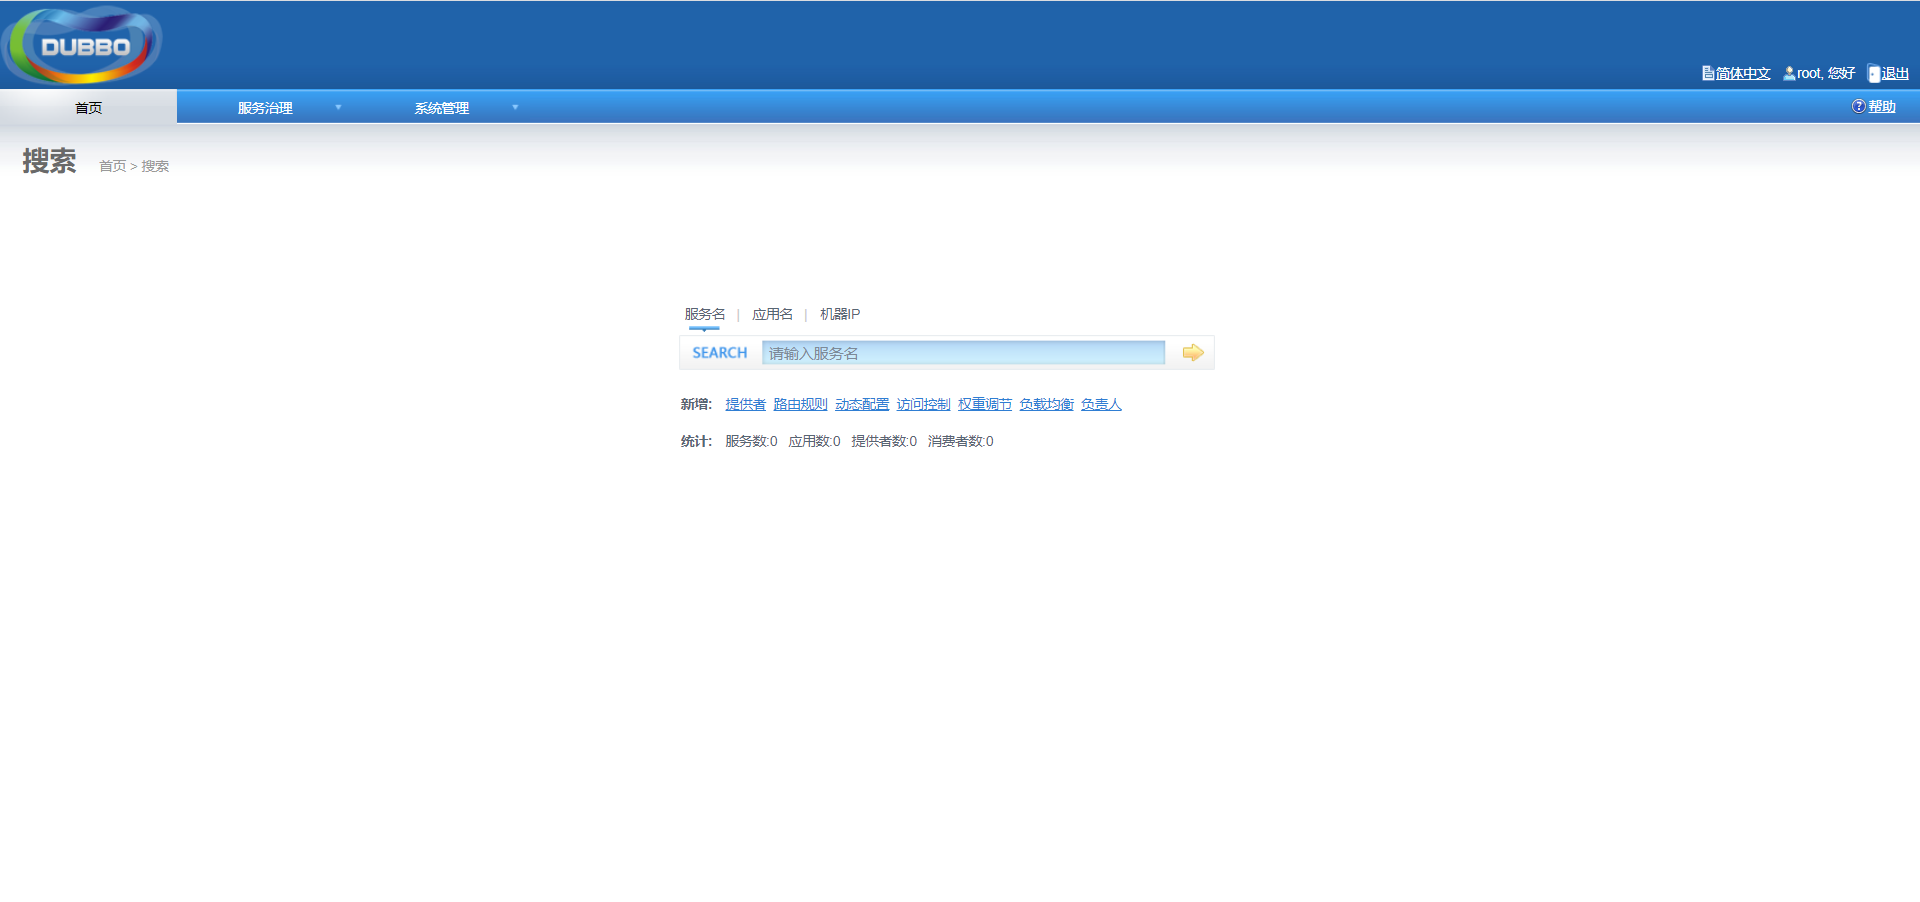 DUBBO
简体中文 root, 您好 退出
首页 服务治理 系统管理 帮助
搜索 首页 > 搜索
服务名 | 应用名 | 机器IP
SEARCH 请输入服务名
新增: 提供者 路由规则 动态配置 访问控制 权重调节 负载均衡 负责人
统计: 服务数:0 应用数:0 提供者数:0 消费者数:0